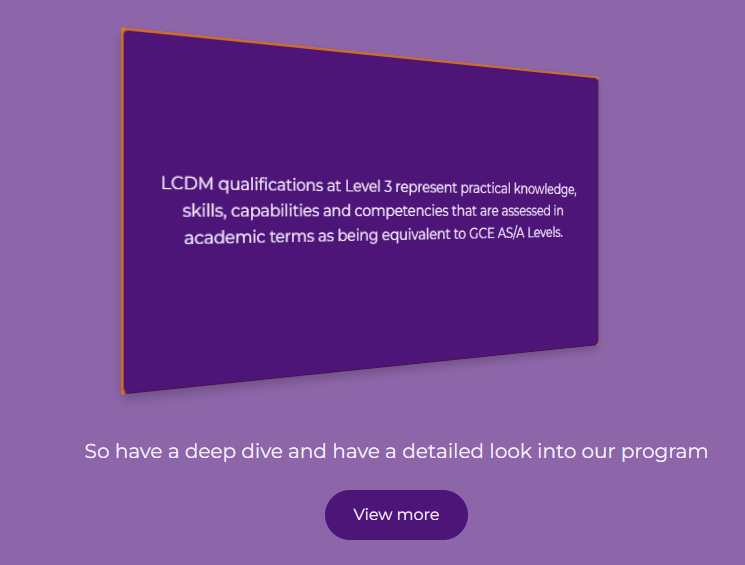 LCDM qualifications at Level 3 represent practical knowledge,
skills, capabilities and competencies that are assessed in
academic terms as being equivalent to GCE AS/A Levels.
So have a deep dive and have a detailed look into our program
View more